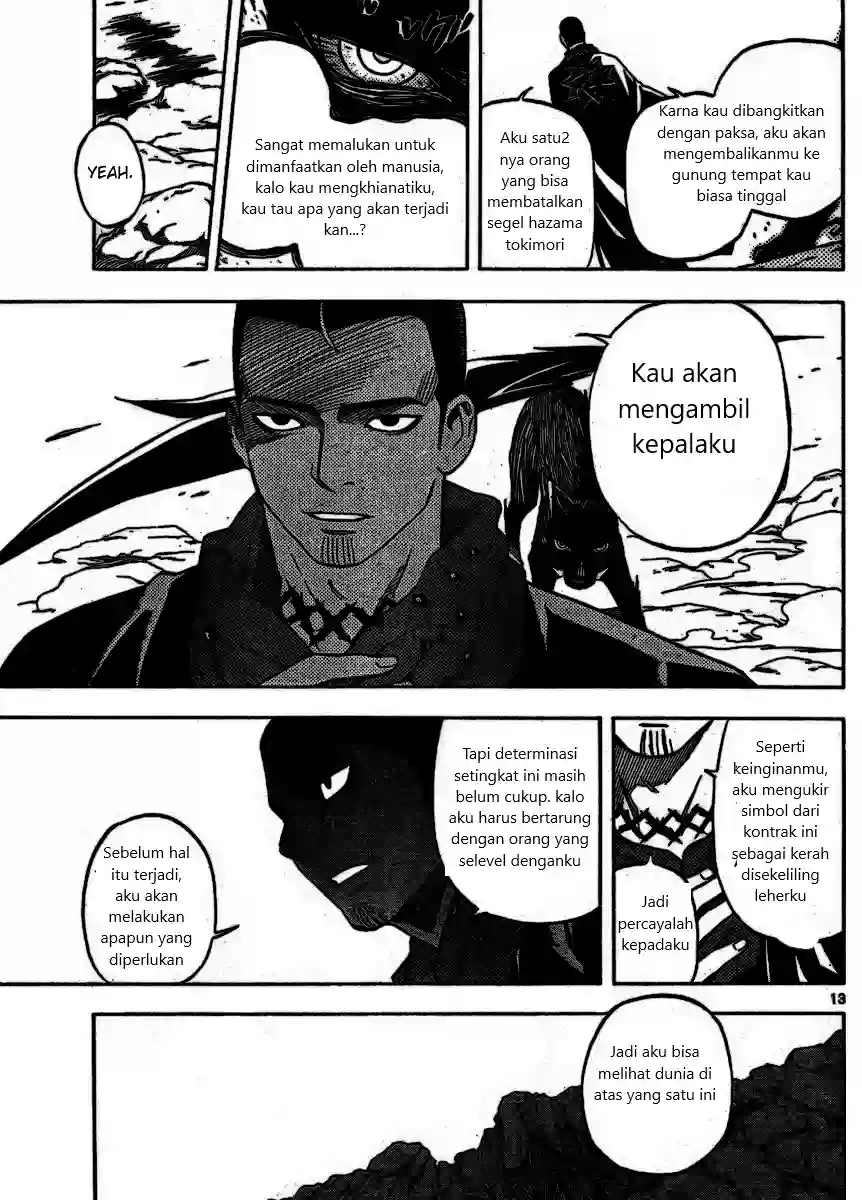 Karna kau dibangkitkan
dengan paksa, aku akan
mengembalikanmu ke
gunung tempat kau
biasa tinggal
Aku satu2
nya orang
yang bisa
membatalkan
segel hazama
tokimori
Sangat memalukan untuk
dimanfaatkan oleh manusia,
kalo kau mengkhianatiku,
kau tau apa yang akan terjadi
kan...?
YEAH.
Kau akan
mengambil
kepalaku
Seperti
keinginanmu,
aku mengukir
simbol dari
kontrak ini
sebagai kerah
disekeliling
leherku
Jadi
percayalah
kepadaku
Tapi determinasi
setingkat ini masih
belum cukup. kalo
aku harus bertarung
dengan orang yang
selevel denganku
Sebelum hal
itu terjadi,
aku akan
melakukan
apapun yang
diperlukan
13
Jadi aku bisa
melihat dunia di
atas yang satu ini